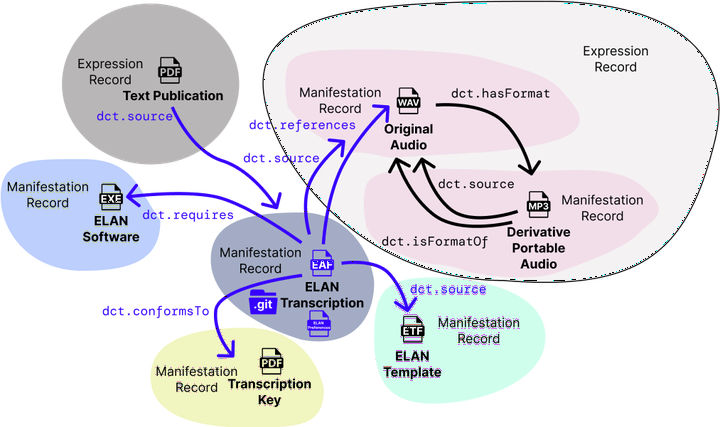 Expression
Record
PDF
Text Publication
dct.source
Expression
Record
Manifestation
Record
WAV
Original
Audio
dct.hasFormat
dct.references
dct.source
dct.source
MP3
Manifestation
Record
Derivative
Portable
Audio
dct.isFormatOf
Manifestation
Record
EXE
ELAN
Software
dct.requires
Manifestation
Record
EAF
ELAN
Transcription
.git
ELAN
Preferences
dct.conformsTo
dct.source
ETF
Manifestation
Record
ELAN
Template
Manifestation
Record
PDF
Transcription
Key